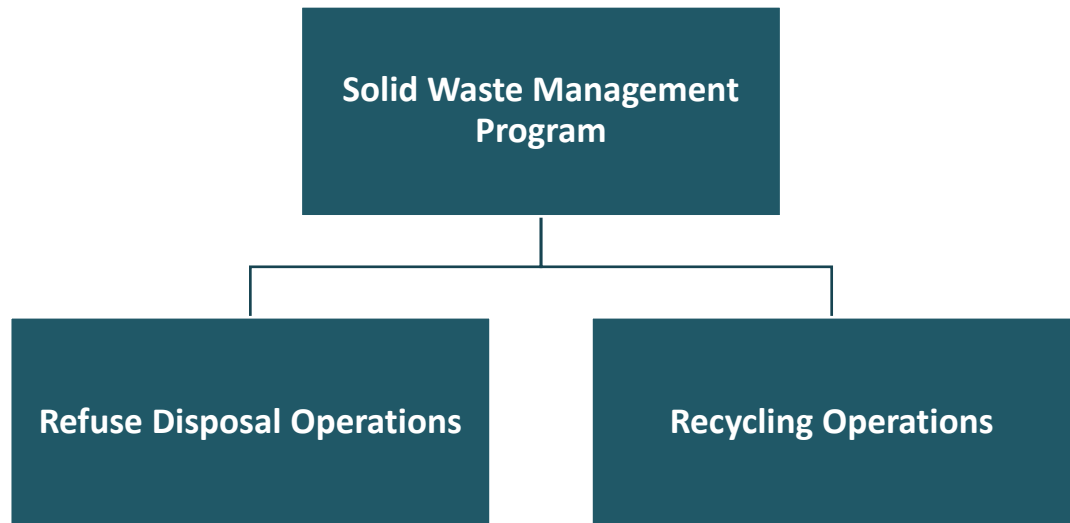 Solid Waste Management
Program
Refuse Disposal Operations
Recycling Operations